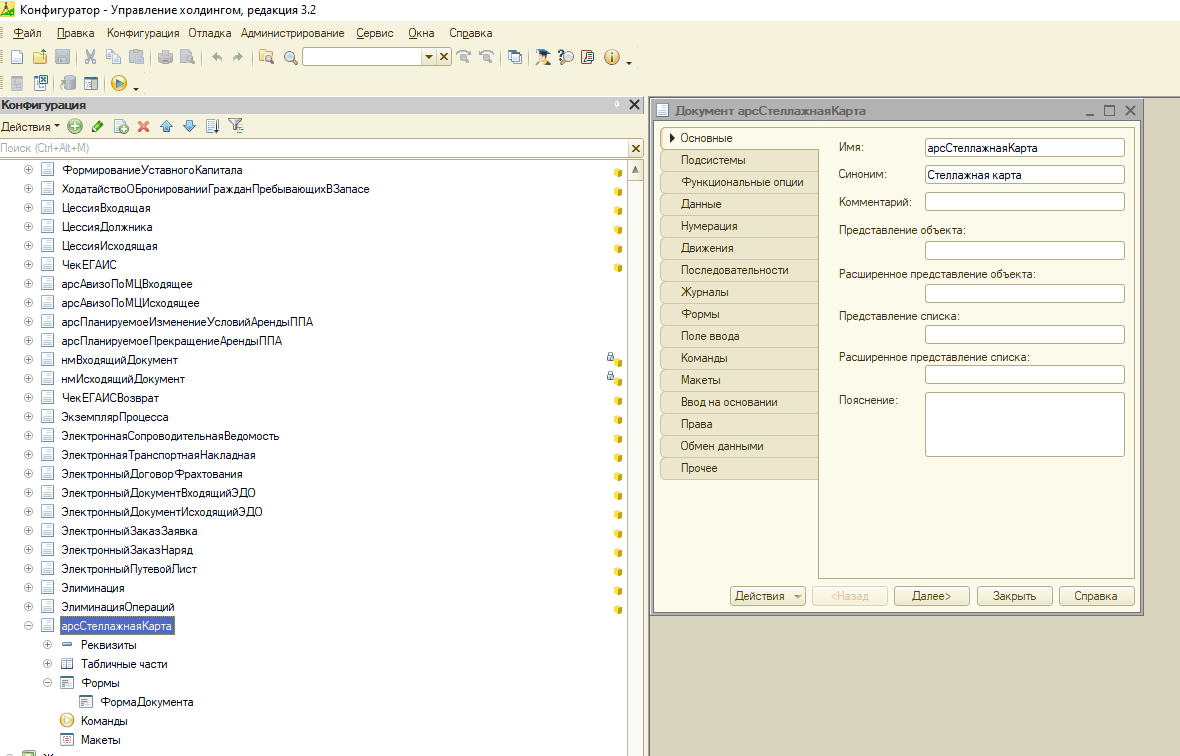 Конфигуратор - Управление холдингом, редакция 3.2
Файл Правка Конфигурация Отладка Администрирование Сервис Окна Справка
Конфигурация
Действия
Поиск (Ctrl+Alt+M)
ФормированиеУставногоКапитала
ХодатайствоОБронированииГражданПребывающихВЗапасе
ЦессияВходящая
ЦессияДолжника
ЦессияИсходящая
ЧекЕГАИС
арсАвизоПоМЦВходящее
арсАвизоПоМЦИсходящее
арсПланируемоеИзменениеУсловийАрендыППА
арсПланируемоеПрекращениеАрендыППА
нмВходящийДокумент
нмИсходящийДокумент
ЧекЕГАИСВозврат
ЭкземплярПроцесса
ЭлектроннаяСопроводительнаяВедомость
ЭлектроннаяТранспортнаяНакладная
ЭлектронныйДоговорФрахтования
ЭлектронныйДокументВходящийЭДО
ЭлектронныйДокументИсходящийЭДО
ЭлектронныйЗаказЗаявка
ЭлектронныйЗаказНаряд
ЭлектронныйПутевойЛист
Элиминация
ЭлиминацияОпераций
арсСтеллажнаяКарта
Реквизиты
Табличные части
Формы
ФормаДокумента
Команды
Макеты
Документ арсСтеллажнаяКарта
Основные
Подсистемы
Функциональные опции
Данные
Нумерация
Движения
Последовательности
Журналы
Формы
Поле ввода
Команды
Макеты
Ввод на основании
Права
Обмен данными
Прочее
Имя: арсСтеллажнаяКарта
Синоним: Стеллажная карта
Комментарий:
Представление объекта:
Расширенное представление объекта:
Представление списка:
Расширенное представление списка:
Пояснение:
Действия <Назад Далее> Закрыть Справка